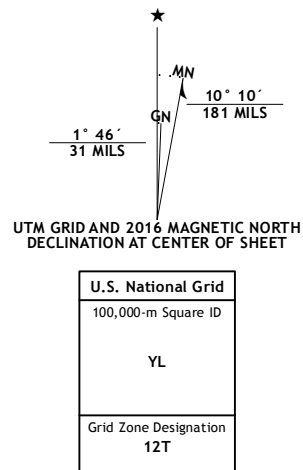 MN
GN
1° 46´
31 MILS
10° 10´
181 MILS
UTM GRID AND 2016 MAGNETIC NORTH
DECLINATION AT CENTER OF SHEET
U.S. National Grid
100,000-m Square ID
YL
Grid Zone Designation
12T